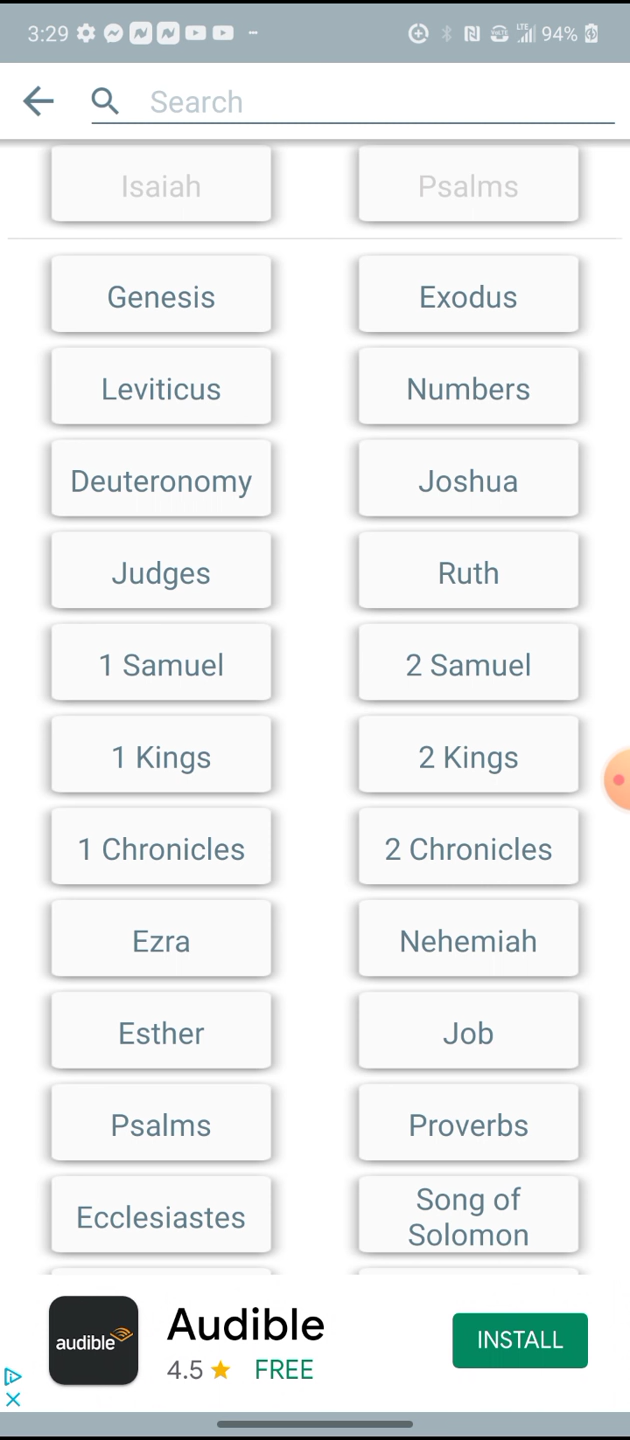 3:29 94%
LTE
Search
Isaiah Psalms
Genesis Exodus
Leviticus Numbers
Deuteronomy Joshua
Judges Ruth
1 Samuel 2 Samuel
1 Kings 2 Kings
1 Chronicles 2 Chronicles
Ezra Nehemiah
Esther Job
Psalms Proverbs
Ecclesiastes Song of
Solomon
audible Audible
4.5 ★ FREE INSTALL